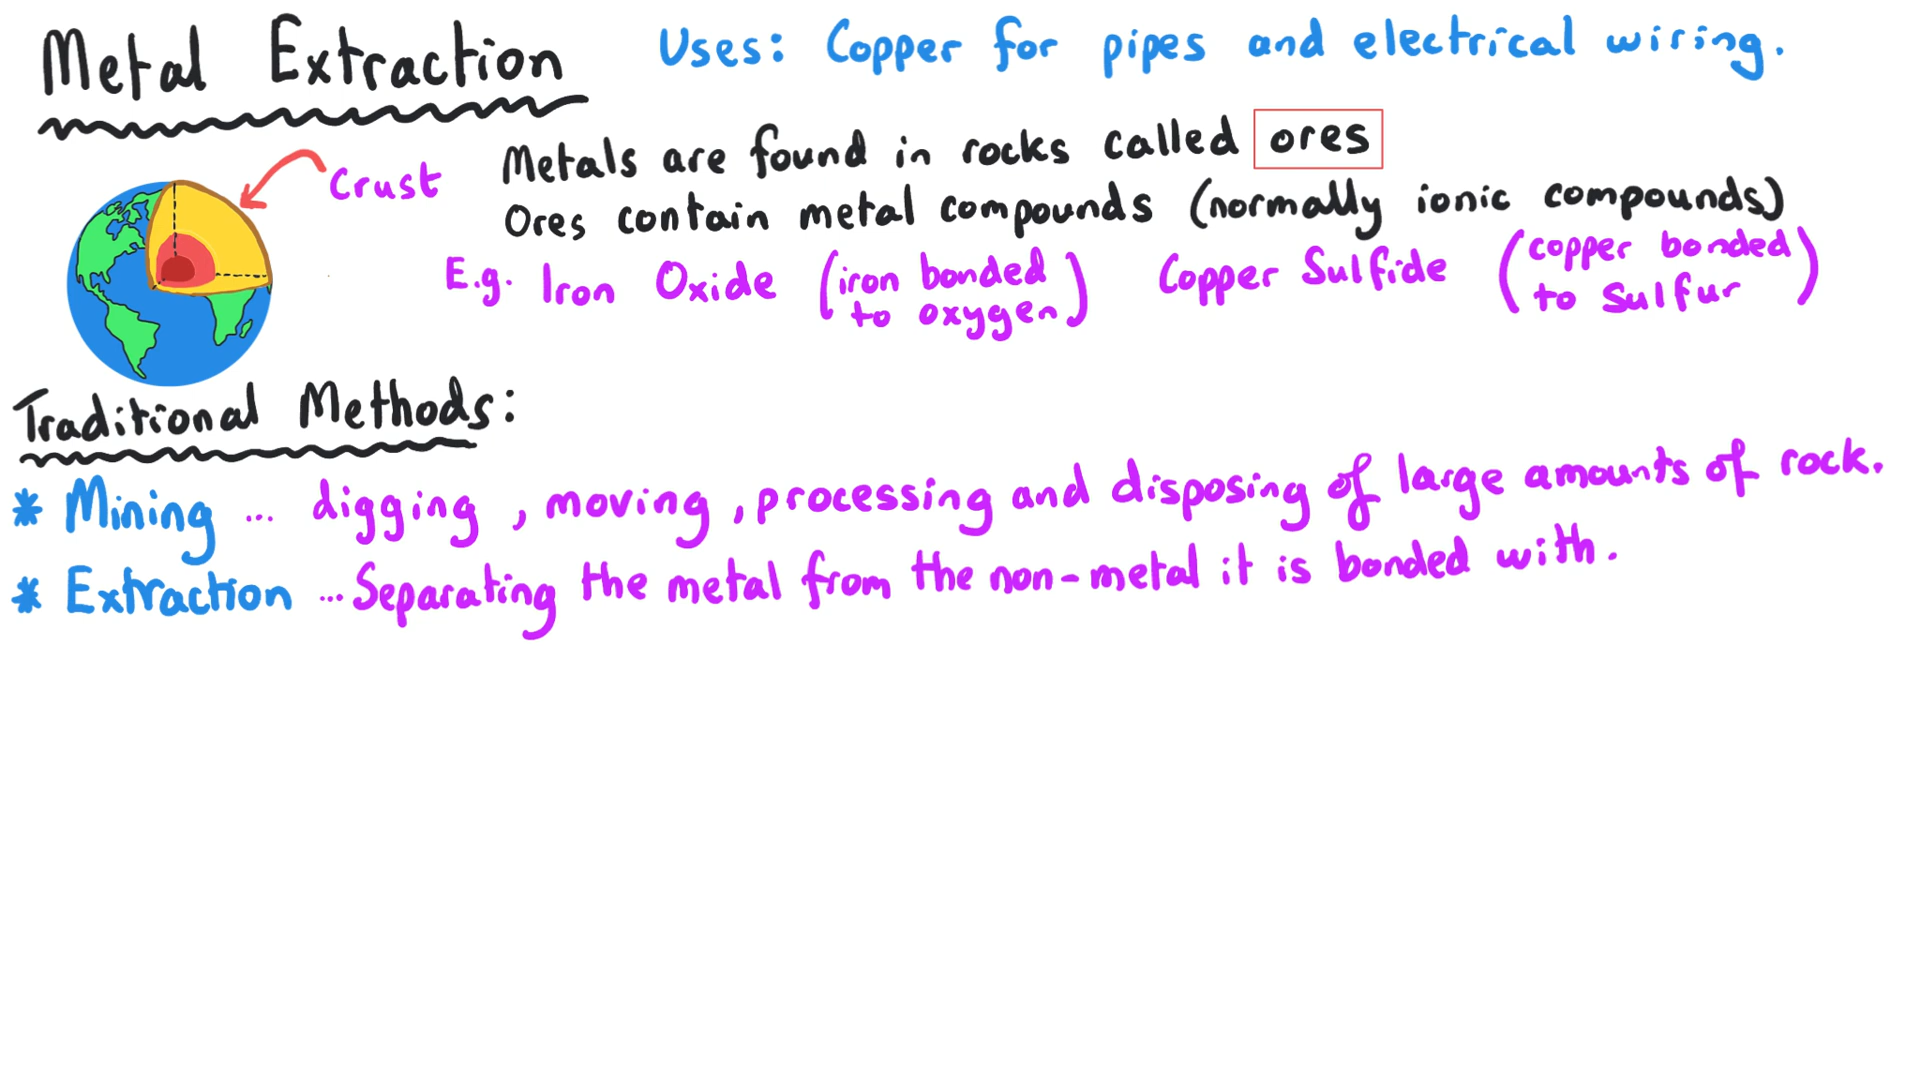 Metal Extraction
Uses: Copper for pipes and electrical wiring.
Crust
Metals are found in rocks called ores
Ores contain metal compounds (normally ionic compounds)
E.g. Iron Oxide (iron bonded to oxygen) Copper Sulfide (copper bonded to sulfur)
Traditional Methods:
* Mining ... digging, moving, processing and disposing of large amounts of rock.
* Extraction ... Separating the metal from the non-metal it is bonded with.